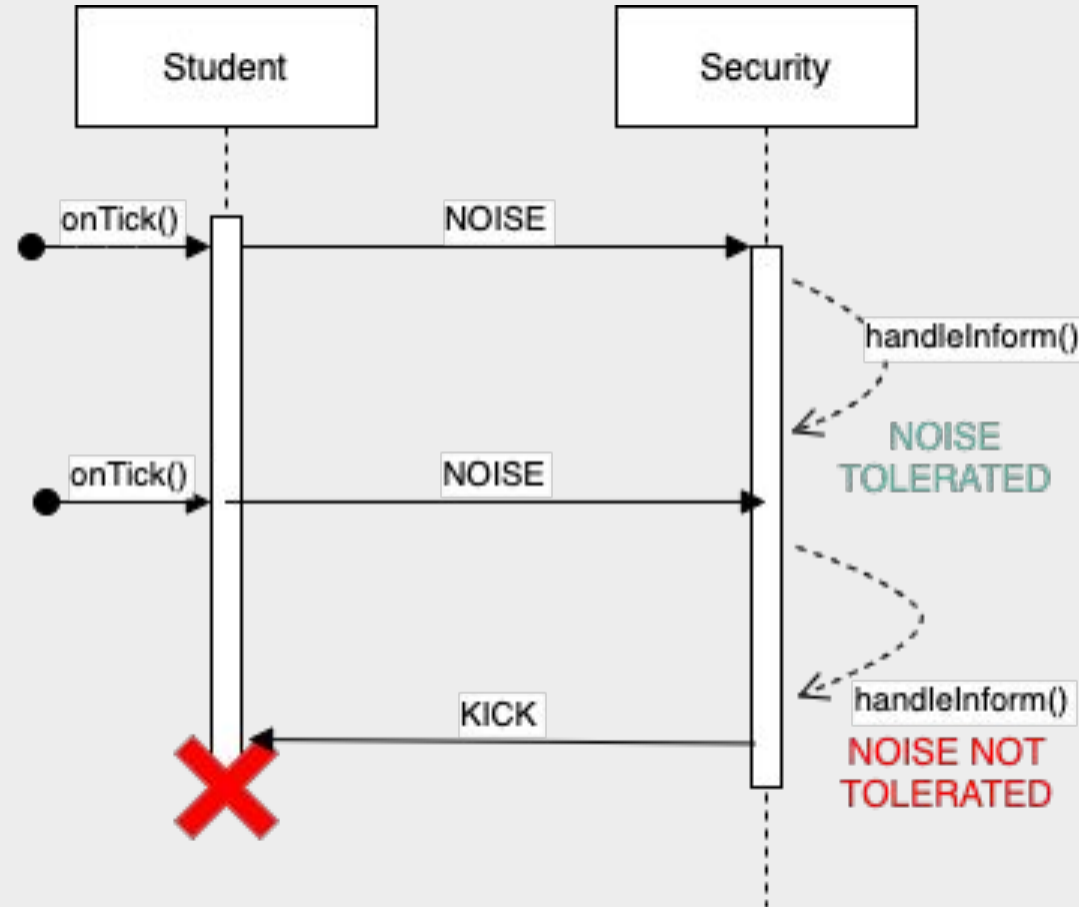 Student
Security
onTick()
NOISE
handleInform()
NOISE
TOLERATED
onTick()
NOISE
handleInform()
KICK
NOISE NOT
TOLERATED